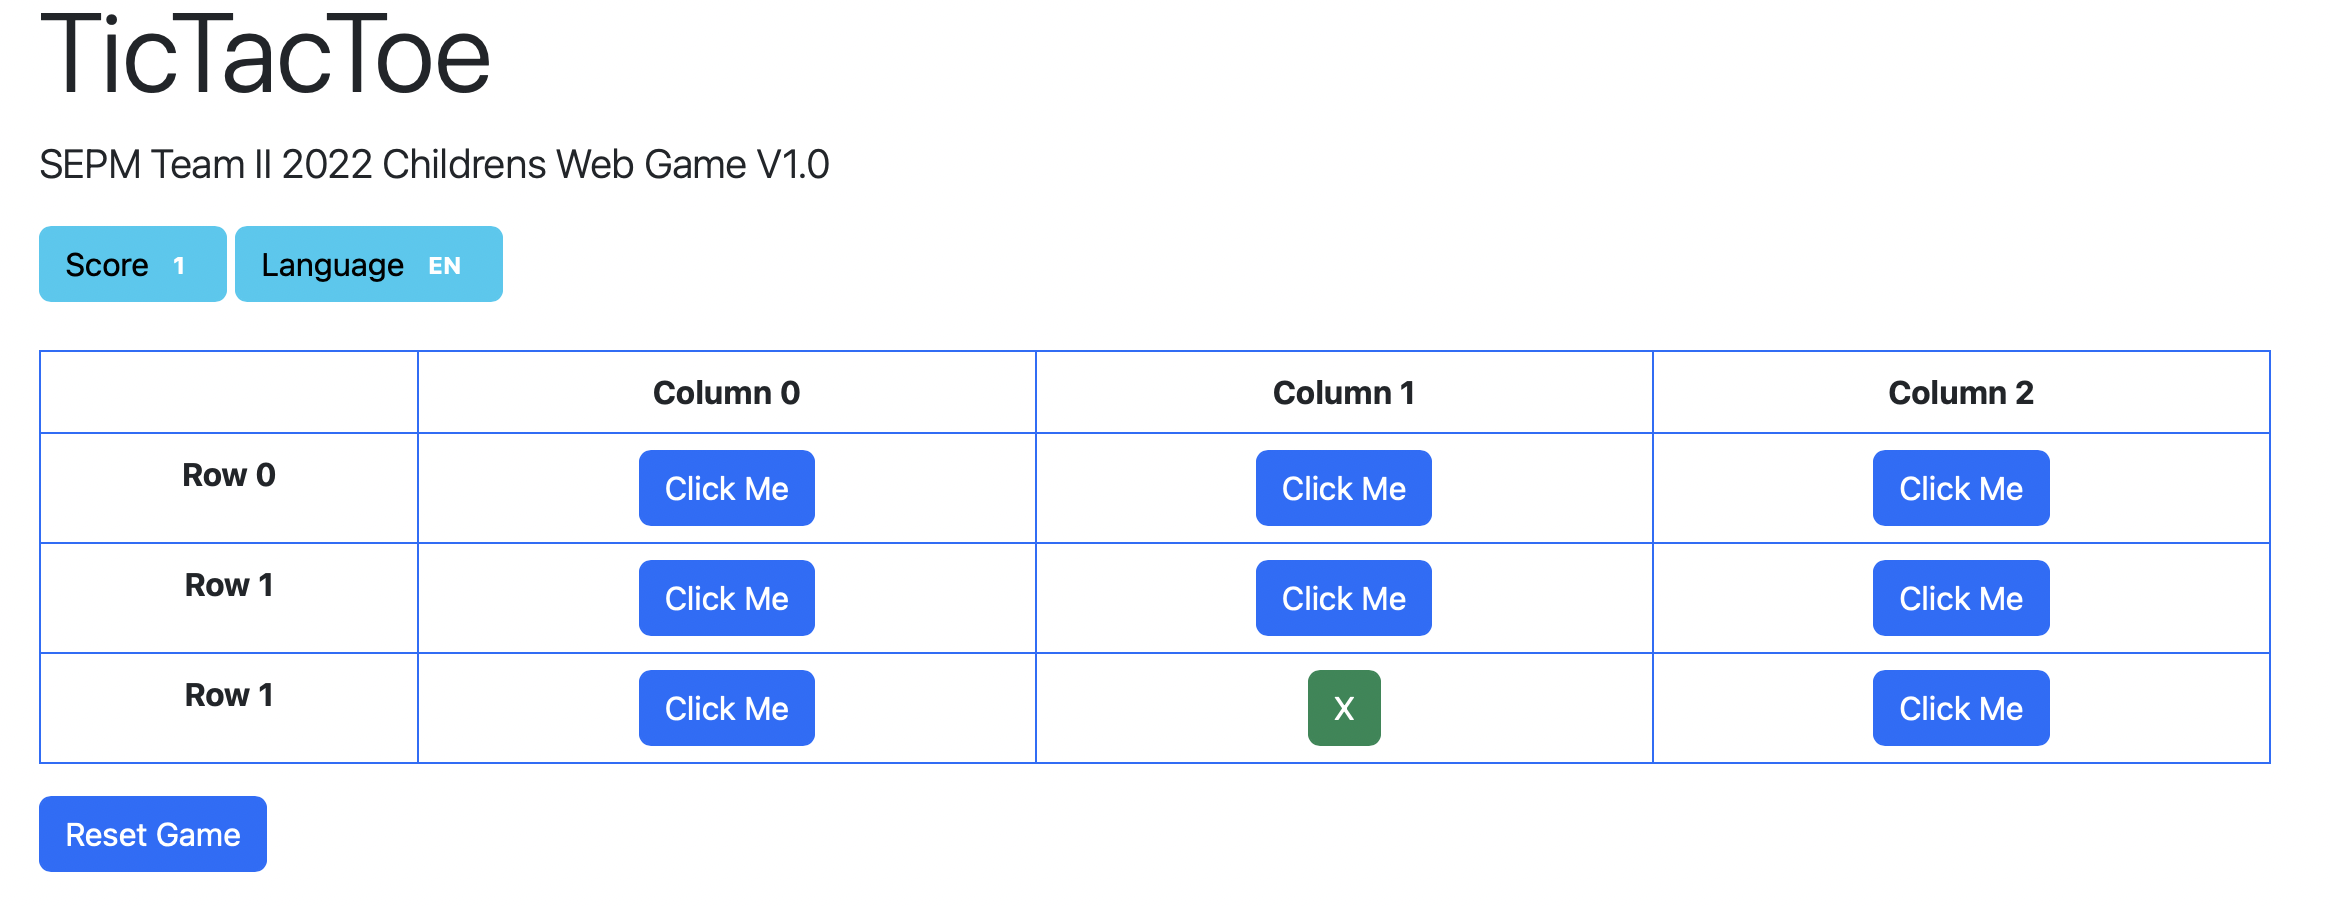 TicTacToe
SEPM Team II 2022 Childrens Web Game V1.0
Score 1 Language EN
Column 0 Column 1 Column 2
Row 0 Click Me Click Me Click Me
Row 1 Click Me Click Me Click Me
Row 1 Click Me X Click Me
Reset Game